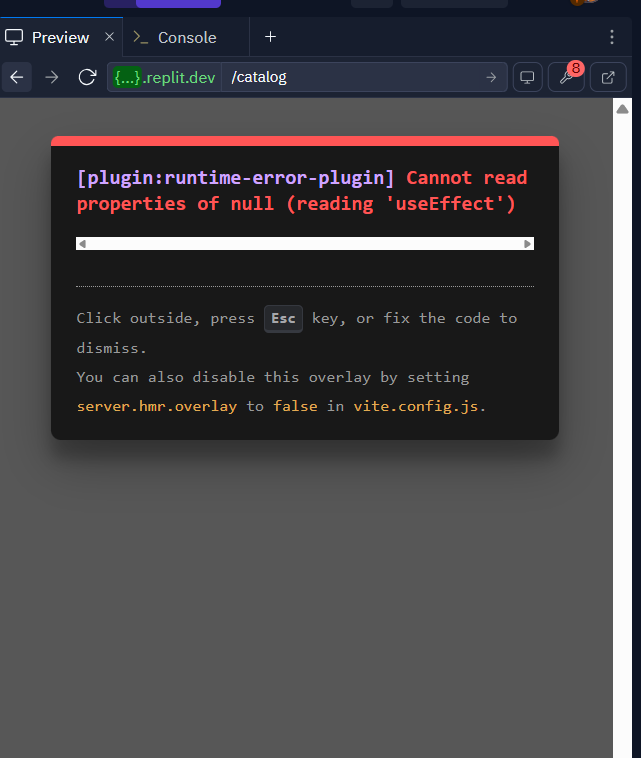 Preview
Console
{...}.replit.dev /catalog
8
[plugin:runtime-error-plugin] Cannot read
properties of null (reading 'useEffect')
Click outside, press Esc key, or fix the code to
dismiss.
You can also disable this overlay by setting
server.hmr.overlay to false in vite.config.js.